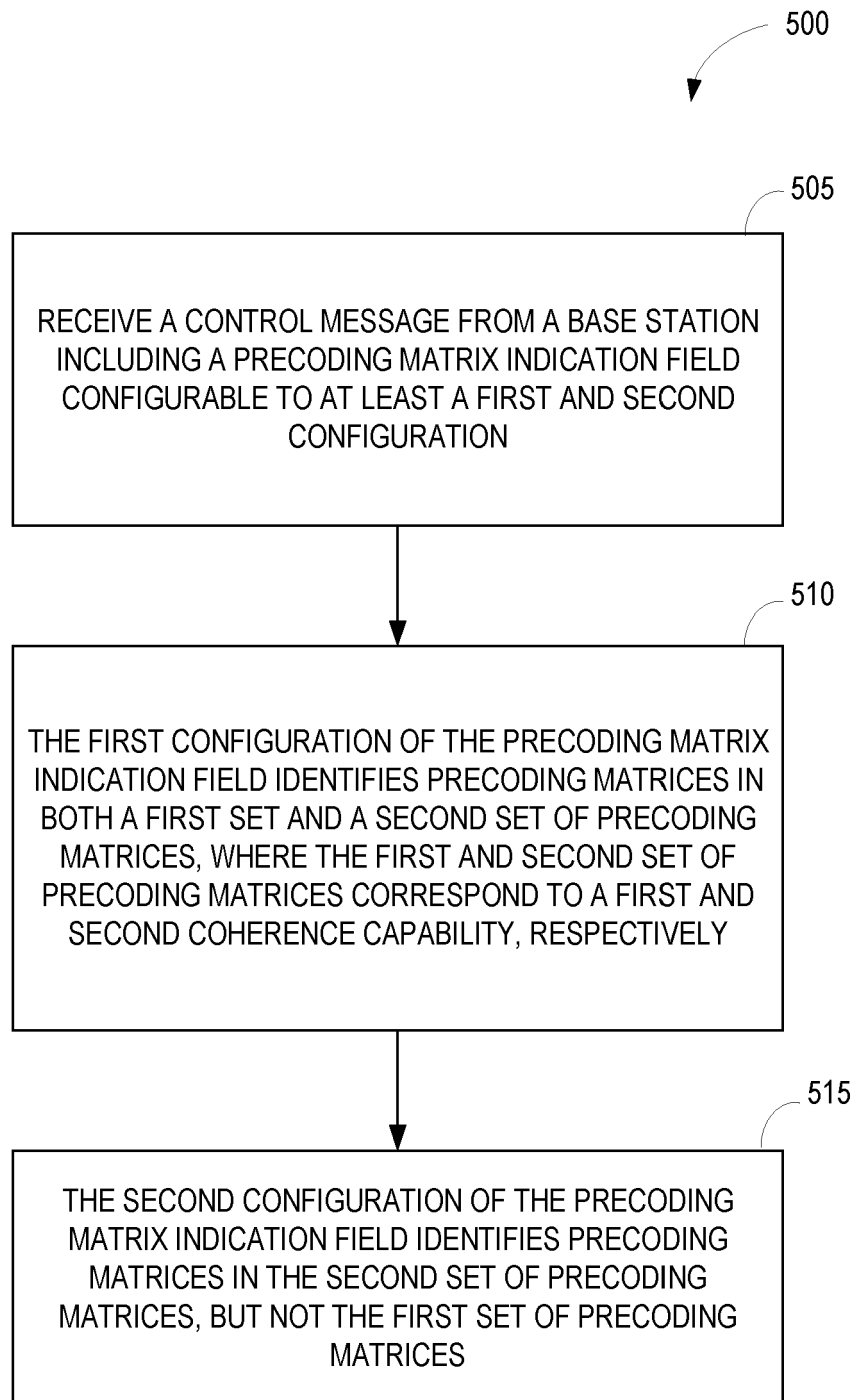 500
505
RECEIVE A CONTROL MESSAGE FROM A BASE STATION
INCLUDING A PRECODING MATRIX INDICATION FIELD
CONFIGURABLE TO AT LEAST A FIRST AND SECOND
CONFIGURATION
510
THE FIRST CONFIGURATION OF THE PRECODING MATRIX
INDICATION FIELD IDENTIFIES PRECODING MATRICES IN
BOTH A FIRST SET AND A SECOND SET OF PRECODING
MATRICES, WHERE THE FIRST AND SECOND SET OF
PRECODING MATRICES CORRESPOND TO A FIRST AND
SECOND COHERENCE CAPABILITY, RESPECTIVELY
515
THE SECOND CONFIGURATION OF THE PRECODING
MATRIX INDICATION FIELD IDENTIFIES PRECODING
MATRICES IN THE SECOND SET OF PRECODING
MATRICES, BUT NOT THE FIRST SET OF PRECODING
MATRICES